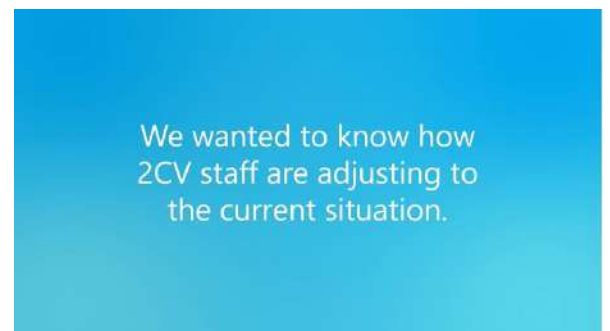 We wanted to know how
2CV staff are adjusting to
the current situation.